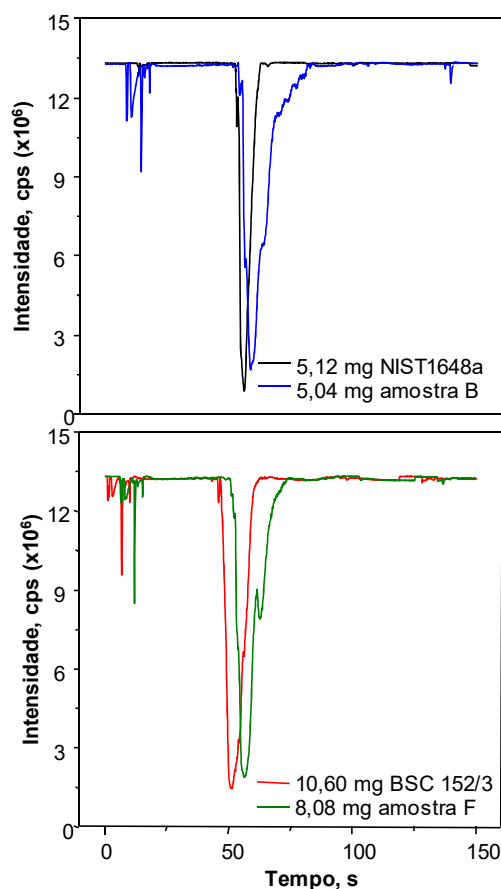 15
12
9
6
3
0
Intensidade, cps (x10⁶)
5,12 mg NIST1648a
5,04 mg amostra B
15
12
9
6
3
0
Intensidade, cps (x10⁶)
10,60 mg BSC 152/3
8,08 mg amostra F
0 50 100 150
Tempo, s